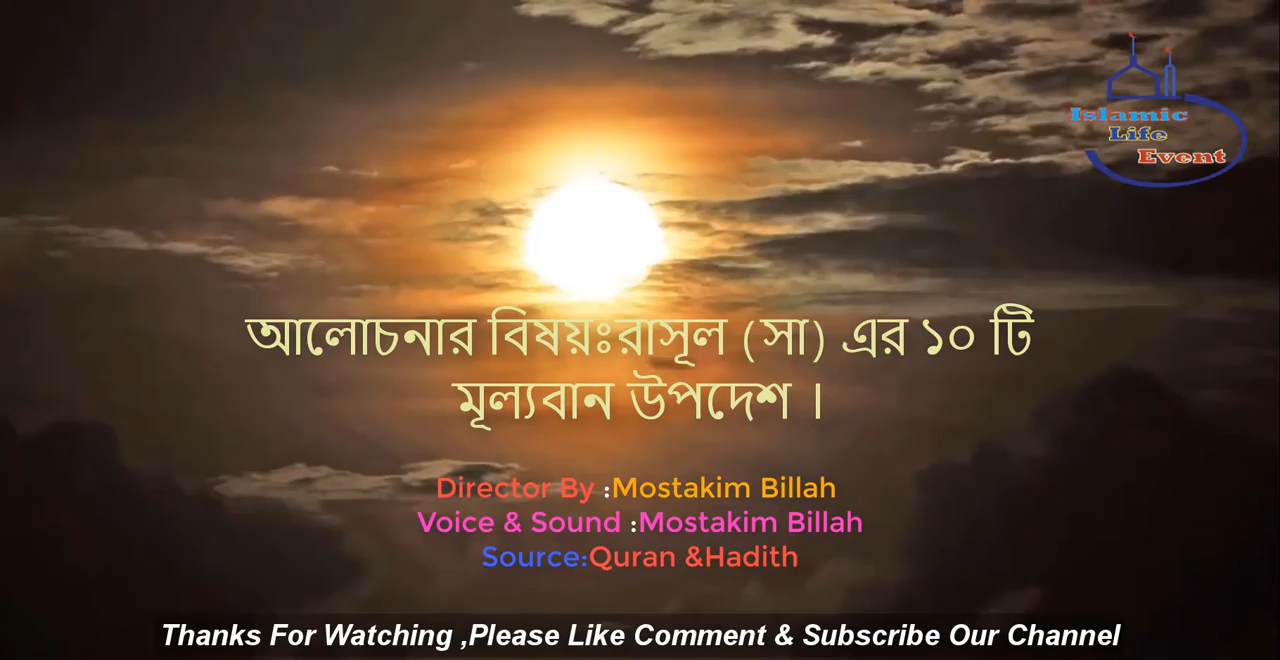 Islamic
Life
Event
আলোচনার বিষয়ঃরাসূল (সা) এর ১০ টি
মূল্যবান উপদেশ ।
Director By :Mostakim Billah
Voice & Sound :Mostakim Billah
Source:Quran &Hadith
Thanks For Watching ,Please Like Comment & Subscribe Our Channel